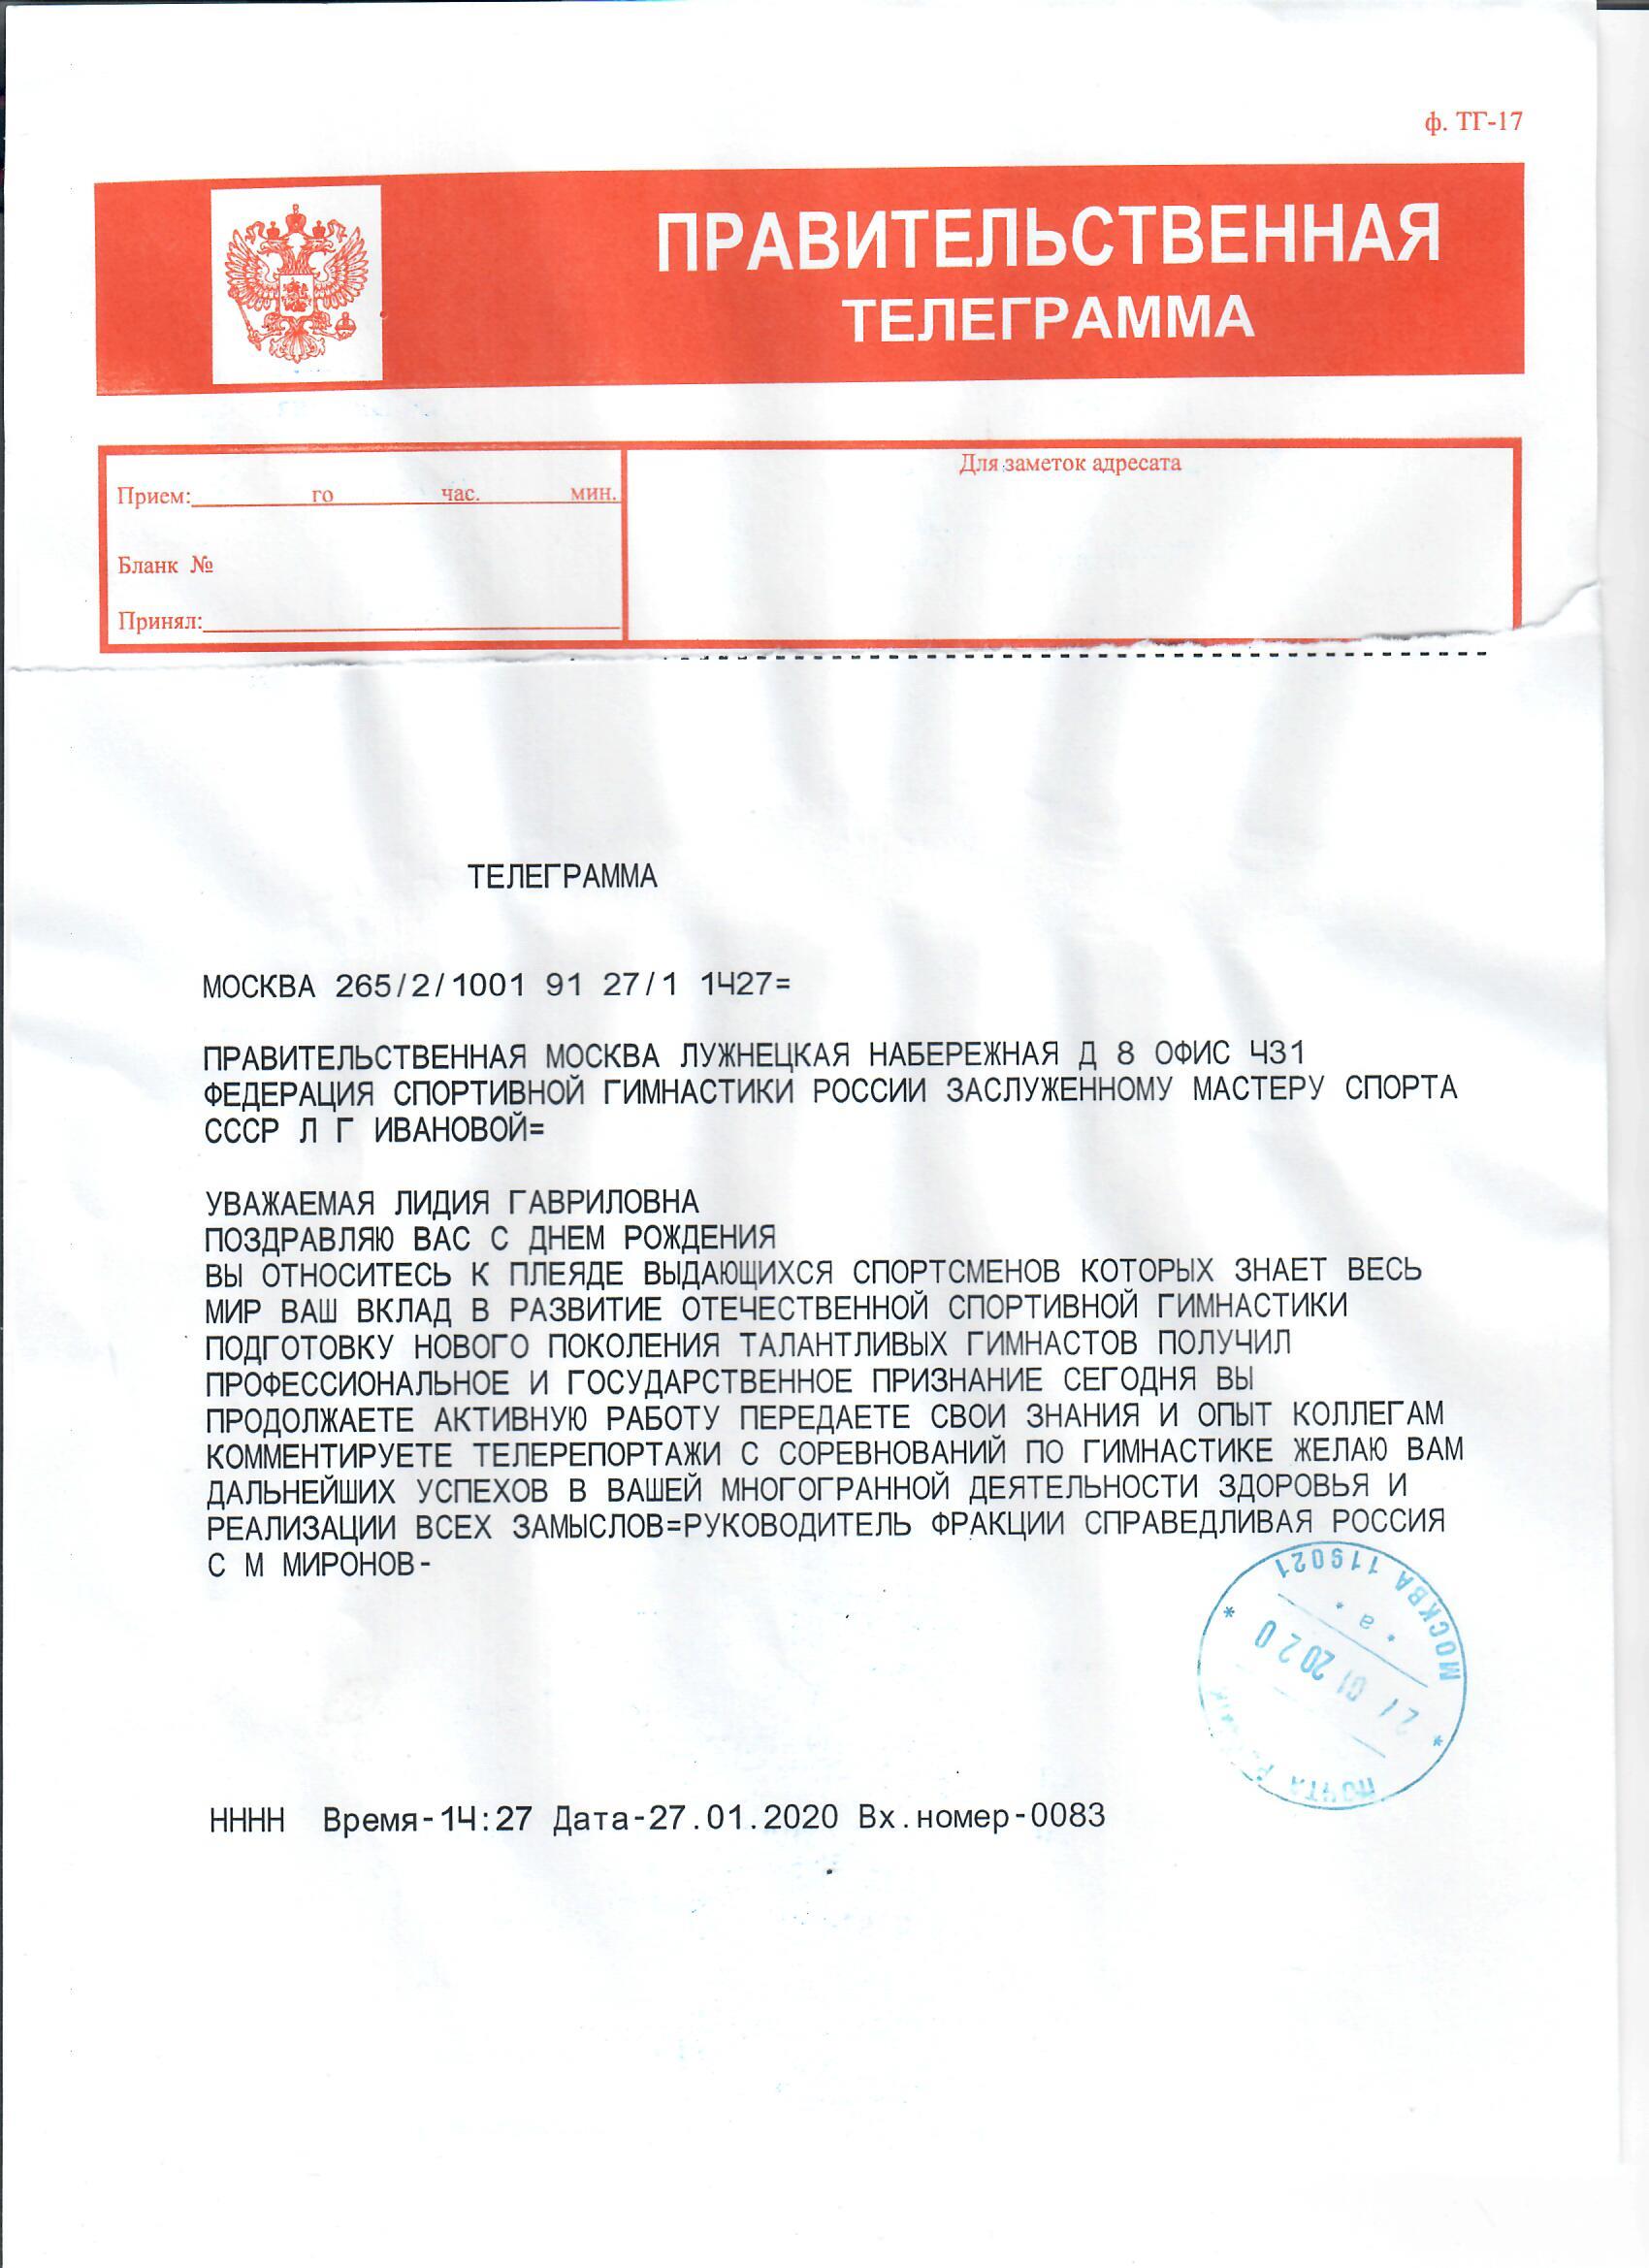 ф. ТГ-17
ПРАВИТЕЛЬСТВЕННАЯ
ТЕЛЕГРАММА
Прием: го час. мин.
Бланк №
Принял:
Для заметок адресата
ТЕЛЕГРАММА
МОСКВА 265/2/1001 91 27/1 1Ч27=
ПРАВИТЕЛЬСТВЕННАЯ МОСКВА ЛУЖНЕЦКАЯ НАБЕРЕЖНАЯ Д 8 ОФИС Ч31
ФЕДЕРАЦИЯ СПОРТИВНОЙ ГИМНАСТИКИ РОССИИ ЗАСЛУЖЕННОМУ МАСТЕРУ СПОРТА
СССР Л Г ИВАНОВОЙ=
УВАЖАЕМАЯ ЛИДИЯ ГАВРИЛОВНА
ПОЗДРАВЛЯЮ ВАС С ДНЕМ РОЖДЕНИЯ
ВЫ ОТНОСИТЕСЬ К ПЛЕЯДЕ ВЫДАЮЩИХСЯ СПОРТСМЕНОВ КОТОРЫХ ЗНАЕТ ВЕСЬ
МИР ВАШ ВКЛАД В РАЗВИТИЕ ОТЕЧЕСТВЕННОЙ СПОРТИВНОЙ ГИМНАСТИКИ
ПОДГОТОВКУ НОВОГО ПОКОЛЕНИЯ ТАЛАНТЛИВЫХ ГИМНАСТОВ ПОЛУЧИЛ
ПРОФЕССИОНАЛЬНОЕ И ГОСУДАРСТВЕННОЕ ПРИЗНАНИЕ СЕГОДНЯ ВЫ
ПРОДОЛЖАЕТЕ АКТИВНУЮ РАБОТУ ПЕРЕДАЕТЕ СВОИ ЗНАНИЯ И ОПЫТ КОЛЛЕГАМ
КОММЕНТИРУЕТЕ ТЕЛЕРЕПОРТАЖИ С СОРЕВНОВАНИЙ ПО ГИМНАСТИКЕ ЖЕЛАЮ ВАМ
ДАЛЬНЕЙШИХ УСПЕХОВ В ВАШЕЙ МНОГОГРАННОЙ ДЕЯТЕЛЬНОСТИ ЗДОРОВЬЯ И
РЕАЛИЗАЦИИ ВСЕХ ЗАМЫСЛОВ=РУКОВОДИТЕЛЬ ФРАКЦИИ СПРАВЕДЛИВАЯ РОССИЯ
С М МИРОНОВ-
МОСКВА 119021
* а *
27 01 2020
ПОЧТА
НННН Время-1Ч:27 Дата-27.01.2020 Вх.номер-0083